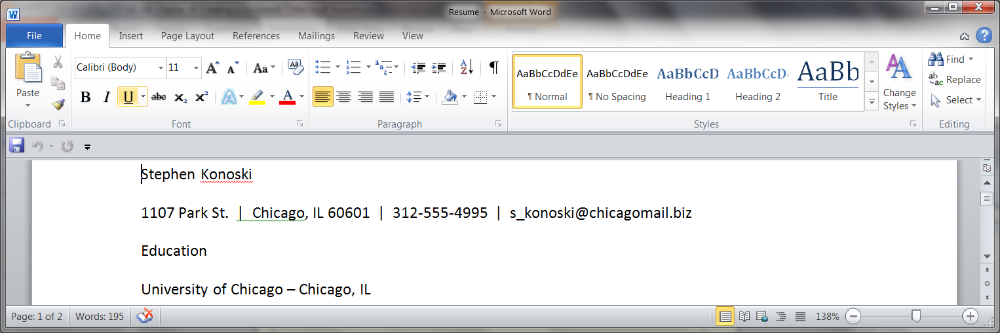 Resume - Microsoft Word
File Home Insert Page Layout References Mailings Review View
Paste
Clipboard
Calibri (Body) 11 Aa Aa
B I U abc x₂ x² A A
Font
A Z ¶
Paragraph
AaBbCcDdEe AaBbCcDdEe AaBbCcD AaBbCcD AaBb
¶ Normal ¶ No Spacing Heading 1 Heading 2 Title
Change
Styles
Styles
Find
Replace
Select
Editing
Stephen Konoski
1107 Park St. | Chicago, IL 60601 | 312-555-4995 | s_konoski@chicagomail.biz
Education
University of Chicago – Chicago, IL
Page: 1 of 2 Words: 195 138%